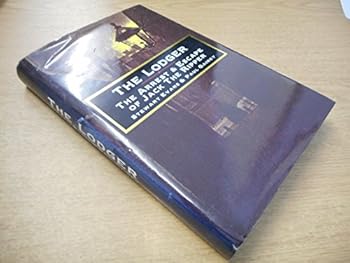 THE LODGER
THE ARREST & ESCAPE
OF JACK THE RIPPER
STEWART EVANS & PAUL GAINEY
THE LODGER